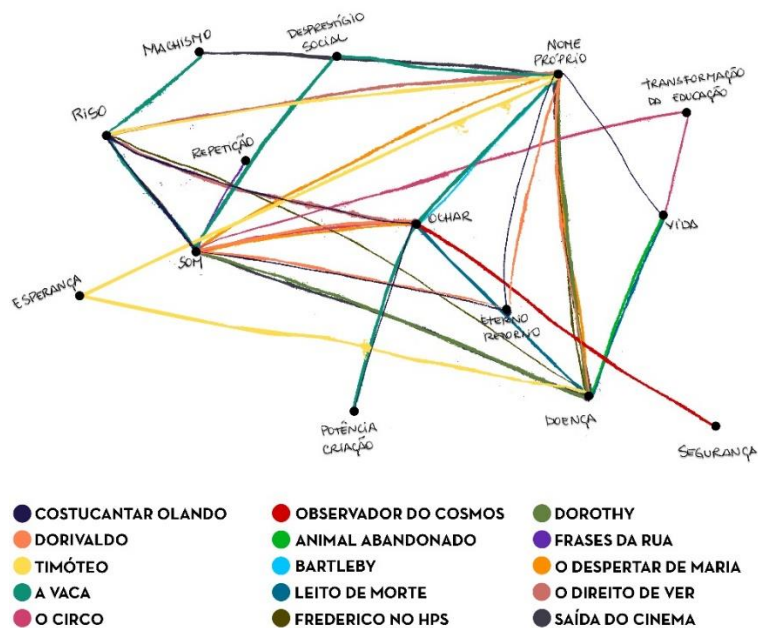 MACHISMO
DESPRESTÍGIO
SOCIAL
NOME
PRÓPRIO
TRANSFORMAÇÃO
DA EDUCAÇÃO
RISO
REPETIÇÃO
OLHAR
VIDA
SOM
ESPERANÇA
ETERNO
RETORNO
POTÊNCIA
CRIAÇÃO
DOENÇA
SEGURANÇA
COSTUCANTAR OLANDO
DORIVALDO
TIMÓTEO
A VACA
O CIRCO
OBSERVADOR DO COSMOS
ANIMAL ABANDONADO
BARTLEBY
LEITO DE MORTE
FREDERICO NO HPS
DOROTHY
FRASES DA RUA
O DESPERTAR DE MARIA
O DIREITO DE VER
SAÍDA DO CINEMA